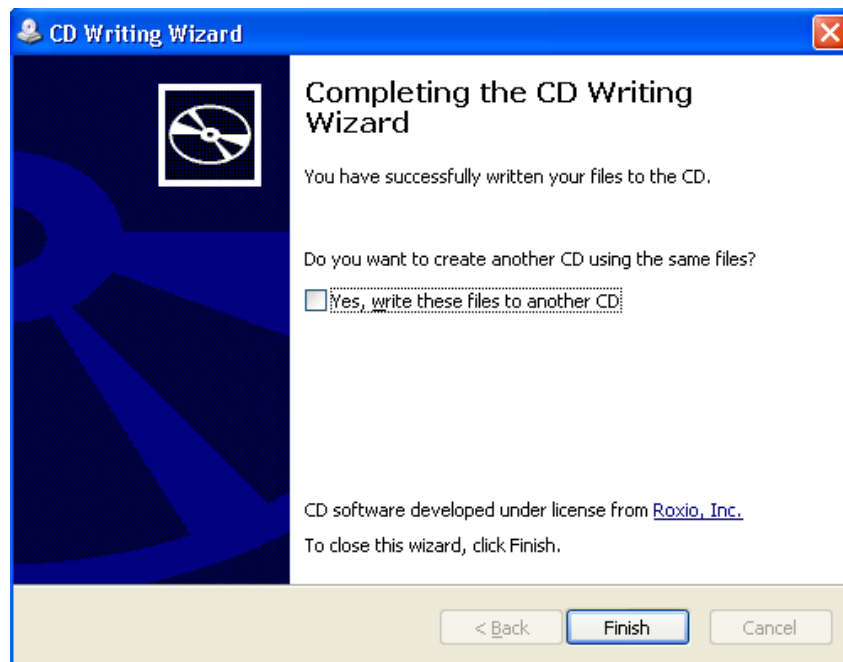 CD Writing Wizard
Completing the CD Writing
Wizard
You have successfully written your files to the CD.
Do you want to create another CD using the same files?
Yes, write these files to another CD
CD software developed under license from Roxio, Inc.
To close this wizard, click Finish.
< Back Finish Cancel